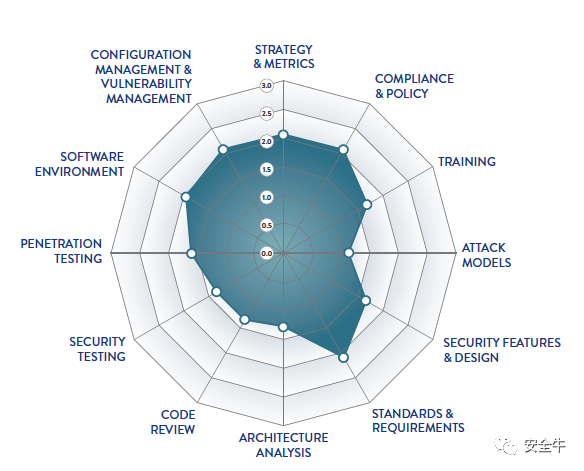 STRATEGY
& METRICS
CONFIGURATION
MANAGEMENT &
VULNERABILITY
MANAGEMENT
COMPLIANCE
& POLICY
3.0
2.5
2.0
1.5
1.0
0.5
0.0
SOFTWARE
ENVIRONMENT
TRAINING
PENETRATION
TESTING
ATTACK
MODELS
SECURITY
TESTING
SECURITY FEATURES
& DESIGN
CODE
REVIEW
ARCHITECTURE
ANALYSIS
STANDARDS &
REQUIREMENTS
安全牛